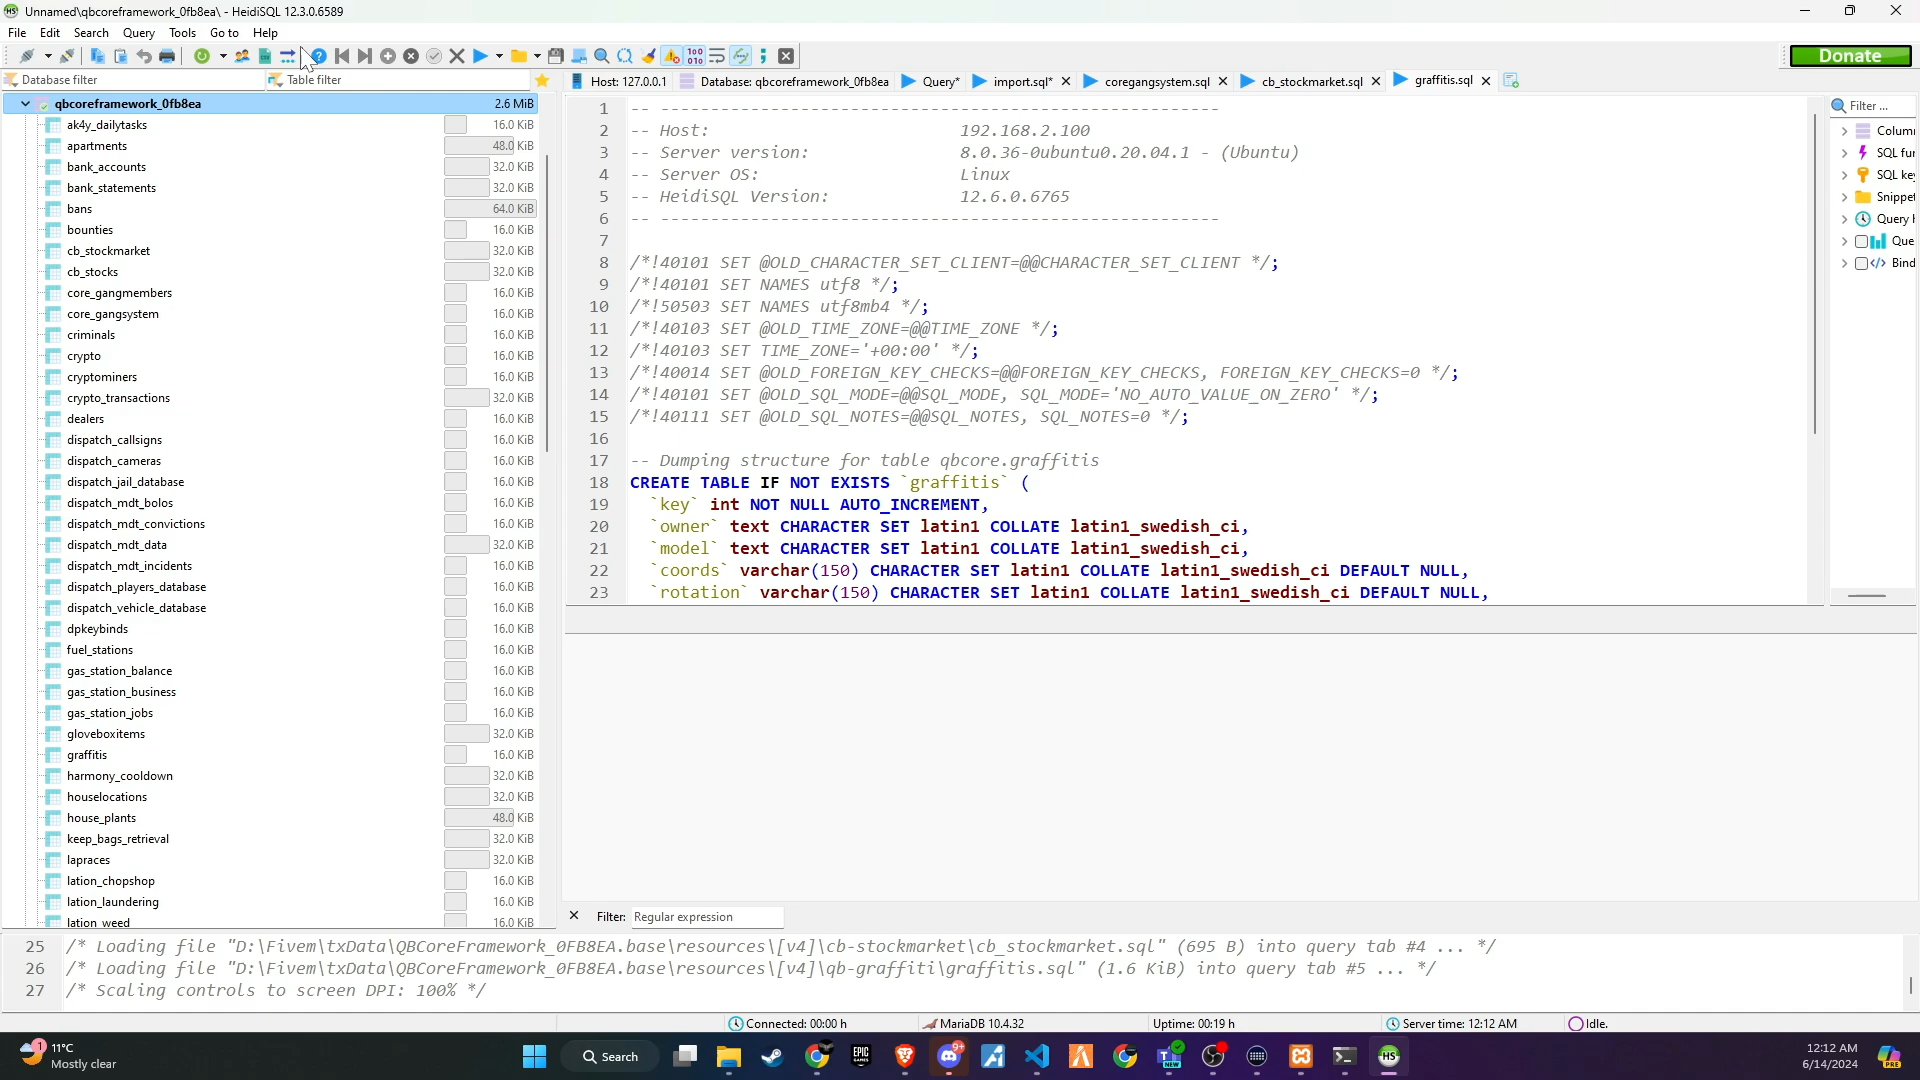 Unnamed\qbcoreframework_0fb8ea\ - HeidiSQL 12.3.0.6589
File Edit Search Query Tools Go to Help
Donate
Database filter
Table filter
Host: 127.0.0.1
Database: qbcoreframework_0fb8ea
Query*
import.sql*
coregangsystem.sql
cb_stockmarket.sql
graffitis.sql
qbcoreframework_0fb8ea 2.6 MiB
ak4y_dailytasks 16.0 KiB
apartments 48.0 KiB
bank_accounts 32.0 KiB
bank_statements 32.0 KiB
bans 64.0 KiB
bounties 16.0 KiB
cb_stockmarket 32.0 KiB
cb_stocks 32.0 KiB
core_gangmembers 16.0 KiB
core_gangsystem 16.0 KiB
criminals 16.0 KiB
crypto 16.0 KiB
cryptominers 16.0 KiB
crypto_transactions 32.0 KiB
dealers 16.0 KiB
dispatch_callsigns 16.0 KiB
dispatch_cameras 16.0 KiB
dispatch_jail_database 16.0 KiB
dispatch_mdt_bolos 16.0 KiB
dispatch_mdt_convictions 16.0 KiB
dispatch_mdt_data 32.0 KiB
dispatch_mdt_incidents 16.0 KiB
dispatch_players_database 16.0 KiB
dispatch_vehicle_database 16.0 KiB
dpkeybinds 16.0 KiB
fuel_stations 16.0 KiB
gas_station_balance 16.0 KiB
gas_station_business 16.0 KiB
gas_station_jobs 16.0 KiB
gloveboxitems 32.0 KiB
graffitis 16.0 KiB
harmony_cooldown 32.0 KiB
houselocations 32.0 KiB
house_plants 48.0 KiB
keep_bags_retrieval 32.0 KiB
lapraces 32.0 KiB
lation_chopshop 16.0 KiB
lation_laundering 16.0 KiB
lation_weed 16.0 KiB
1 -- --------------------------------------------------------
2 -- Host: 192.168.2.100
3 -- Server version: 8.0.36-0ubuntu0.20.04.1 - (Ubuntu)
4 -- Server OS: Linux
5 -- HeidiSQL Version: 12.6.0.6765
6 -- --------------------------------------------------------
7
8 /*!40101 SET @OLD_CHARACTER_SET_CLIENT=@@CHARACTER_SET_CLIENT */;
9 /*!40101 SET NAMES utf8 */;
10 /*!50503 SET NAMES utf8mb4 */;
11 /*!40103 SET @OLD_TIME_ZONE=@@TIME_ZONE */;
12 /*!40103 SET TIME_ZONE='+00:00' */;
13 /*!40014 SET @OLD_FOREIGN_KEY_CHECKS=@@FOREIGN_KEY_CHECKS, FOREIGN_KEY_CHECKS=0 */;
14 /*!40101 SET @OLD_SQL_MODE=@@SQL_MODE, SQL_MODE='NO_AUTO_VALUE_ON_ZERO' */;
15 /*!40111 SET @OLD_SQL_NOTES=@@SQL_NOTES, SQL_NOTES=0 */;
16
17 -- Dumping structure for table qbcore.graffitis
18 CREATE TABLE IF NOT EXISTS `graffitis` (
19 `key` int NOT NULL AUTO_INCREMENT,
20 `owner` text CHARACTER SET latin1 COLLATE latin1_swedish_ci,
21 `model` text CHARACTER SET latin1 COLLATE latin1_swedish_ci,
22 `coords` varchar(150) CHARACTER SET latin1 COLLATE latin1_swedish_ci DEFAULT NULL,
23 `rotation` varchar(150) CHARACTER SET latin1 COLLATE latin1_swedish_ci DEFAULT NULL,
Filter ...
Colum
SQL fu
SQL ke
Snippet
Query
Que
Bind
Filter: Regular expression
25 /* Loading file "D:\Fivem\txData\QBCoreFramework_0FB8EA.base\resources\[v4]\cb-stockmarket\cb_stockmarket.sql" (695 B) into query tab #4 ... */
26 /* Loading file "D:\Fivem\txData\QBCoreFramework_0FB8EA.base\resources\[v4]\qb-graffiti\graffitis.sql" (1.6 KiB) into query tab #5 ... */
27 /* Scaling controls to screen DPI: 100% */
Connected: 00:00 h
MariaDB 10.4.32
Uptime: 00:19 h
Server time: 12:12 AM
Idle.
1
11°C
Mostly clear
Search
EPIC GAMES
9+
NEW
HS
12:12 AM
6/14/2024
PRE